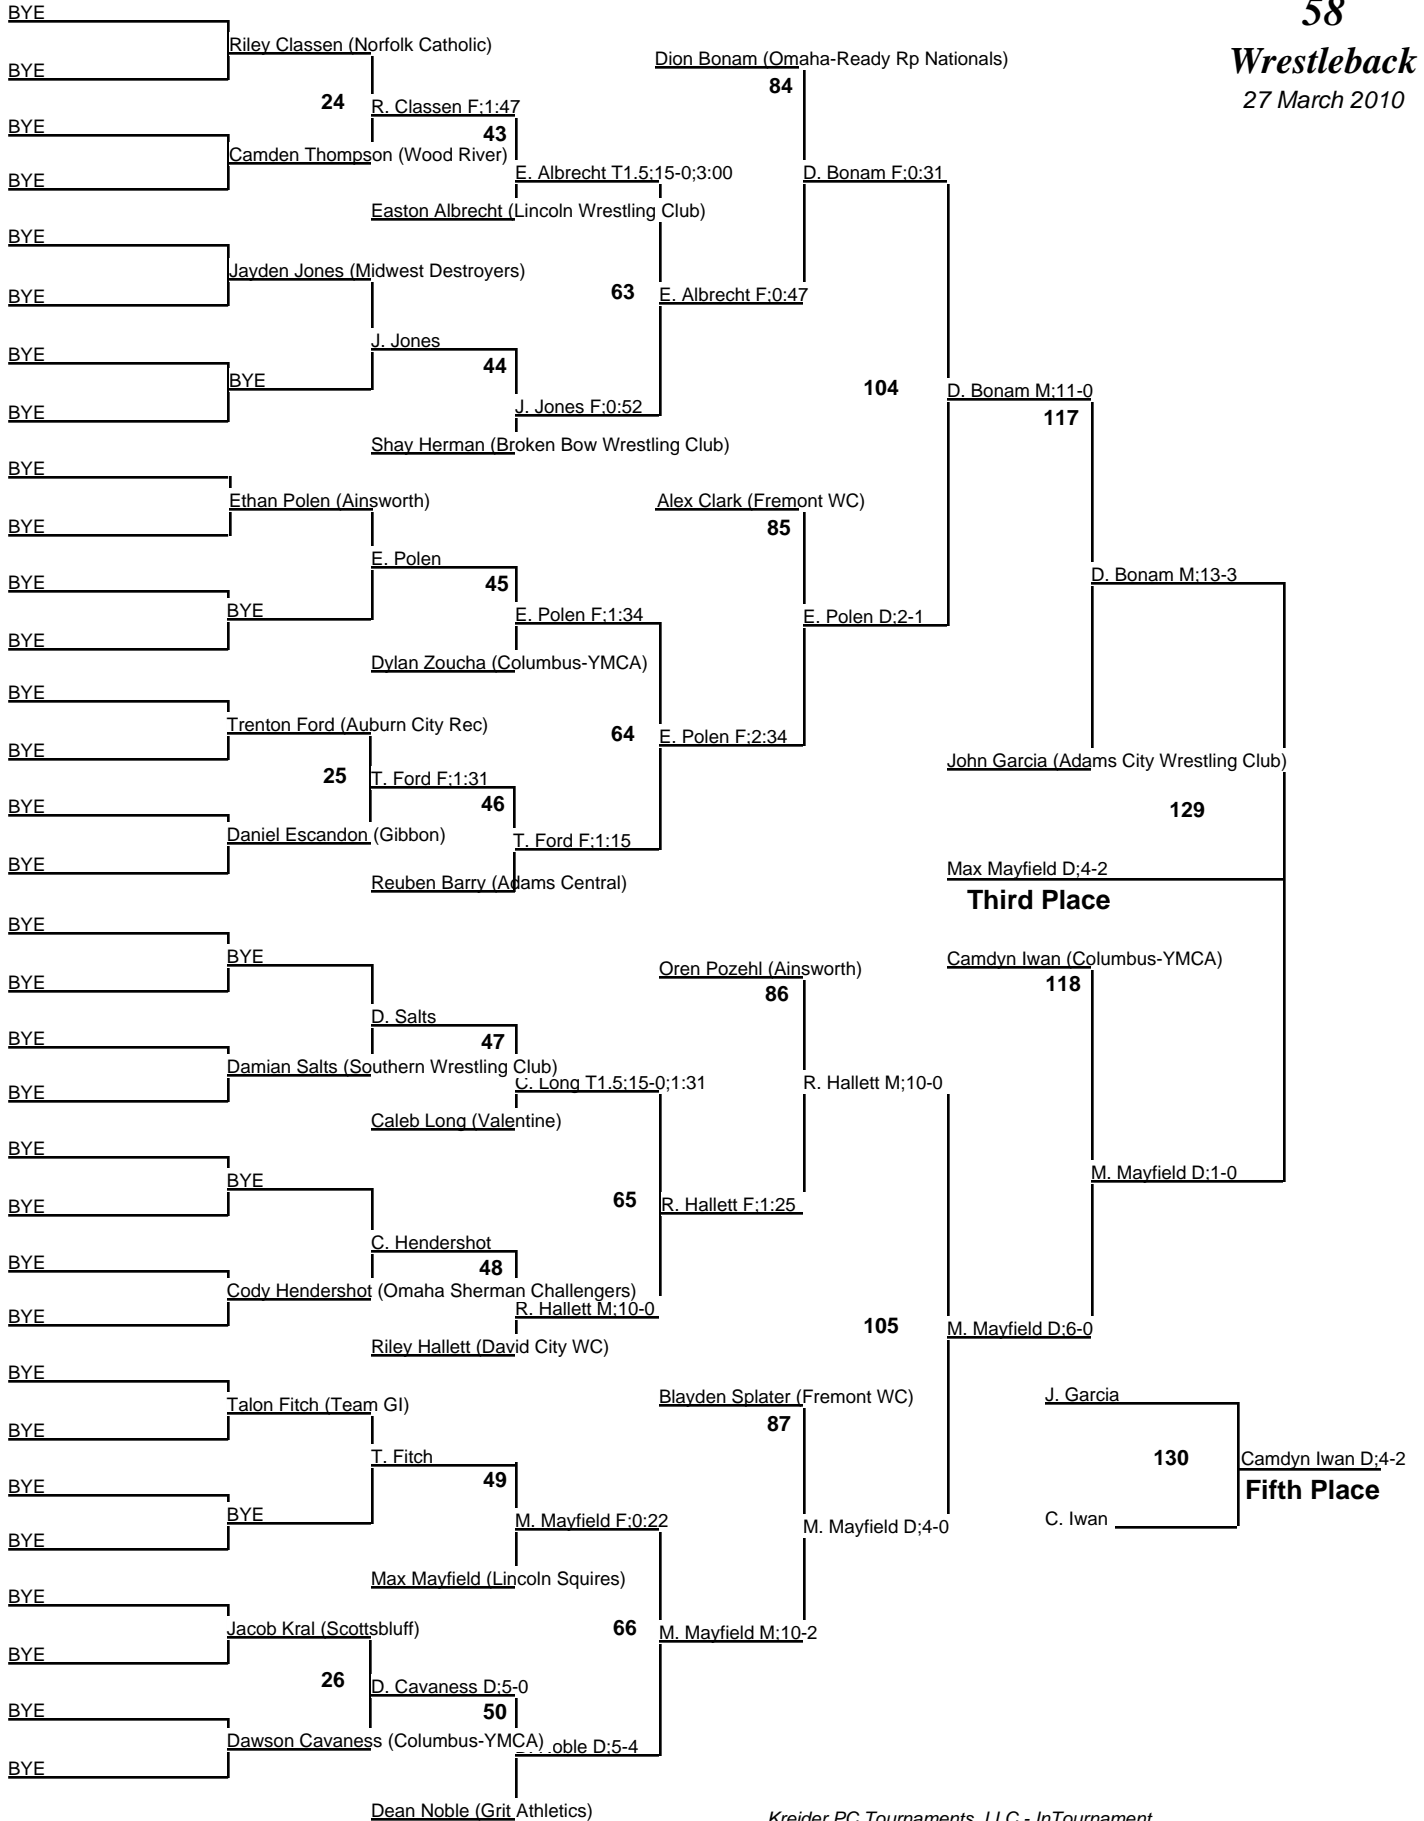 58
Wrestleback
27 March 2010
BYE
Riley Classen (Norfolk Catholic)
BYE
24
R. Classen F;1:47
BYE
43
Camden Thompson (Wood River)
BYE
E. Albrecht T1.5;15-0;3:00
Easton Albrecht (Lincoln Wrestling Club)
Dion Bonam (Omaha-Ready Rp Nationals)
84
D. Bonam F;0:31
BYE
Jayden Jones (Midwest Destroyers)
BYE
63
E. Albrecht F;0:47
J. Jones
BYE
44
BYE
BYE
J. Jones F;0:52
Shay Herman (Broken Bow Wrestling Club)
104
D. Bonam M;11-0
117
BYE
Ethan Polen (Ainsworth)
BYE
Alex Clark (Fremont WC)
85
E. Polen
BYE
45
BYE
E. Polen F;1:34
E. Polen D;2-1
BYE
Dylan Zoucha (Columbus-YMCA)
D. Bonam M;13-3
BYE
Trenton Ford (Auburn City Rec)
BYE
64
E. Polen F;2:34
25
T. Ford F;1:31
46
BYE
Daniel Escandon (Gibbon)
T. Ford F;1:15
BYE
Reuben Barry (Adams Central)
John Garcia (Adams City Wrestling Club)
129
Max Mayfield D;4-2
Third Place
BYE
BYE
BYE
Oren Pozehl (Ainsworth)
86
Camdyn Iwan (Columbus-YMCA)
118
D. Salts
BYE
47
Damian Salts (Southern Wrestling Club)
C. Long T1.5;15-0;1:31
R. Hallett M;10-0
BYE
Caleb Long (Valentine)
BYE
BYE
BYE
65
R. Hallett F;1:25
M. Mayfield D;1-0
C. Hendershot
BYE
48
Cody Hendershot (Omaha Sherman Challengers)
R. Hallett M;10-0
BYE
Riley Hallett (David City WC)
105
M. Mayfield D;6-0
BYE
Talon Fitch (Team GI)
BYE
Blayden Splater (Fremont WC)
87
J. Garcia
T. Fitch
130
Camdyn Iwan D;4-2
BYE
49
Fifth Place
BYE
M. Mayfield F;0:22
M. Mayfield D;4-0
C. Iwan
BYE
Max Mayfield (Lincoln Squires)
BYE
Jacob Kral (Scottsbluff)
BYE
66
M. Mayfield M;10-2
26
D. Cavaness D;5-0
BYE
50
Dawson Cavaness (Columbus-YMCA)
D;5-4
BYE
Dean Noble (Grit Athletics)
Kreider PC Tournaments, LLC - InTournament